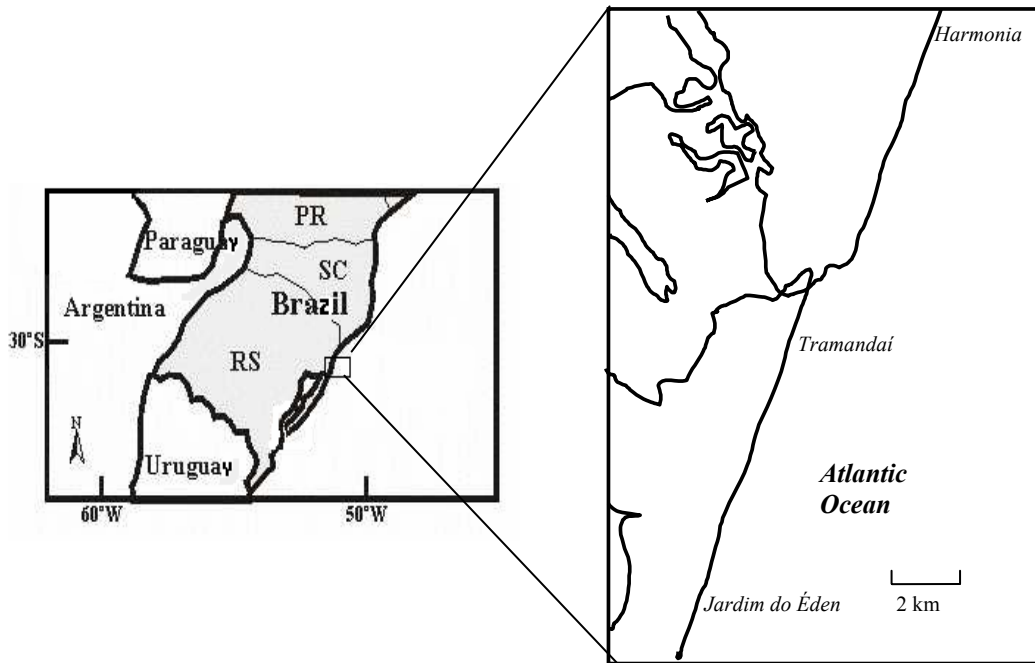 Harmonia
PR
Paraguay
SC
Argentina
Brazil
30°S
RS
Tramandaí
N
Uruguay
Atlantic
Ocean
60°W
50°W
Jardim do Éden
2 km